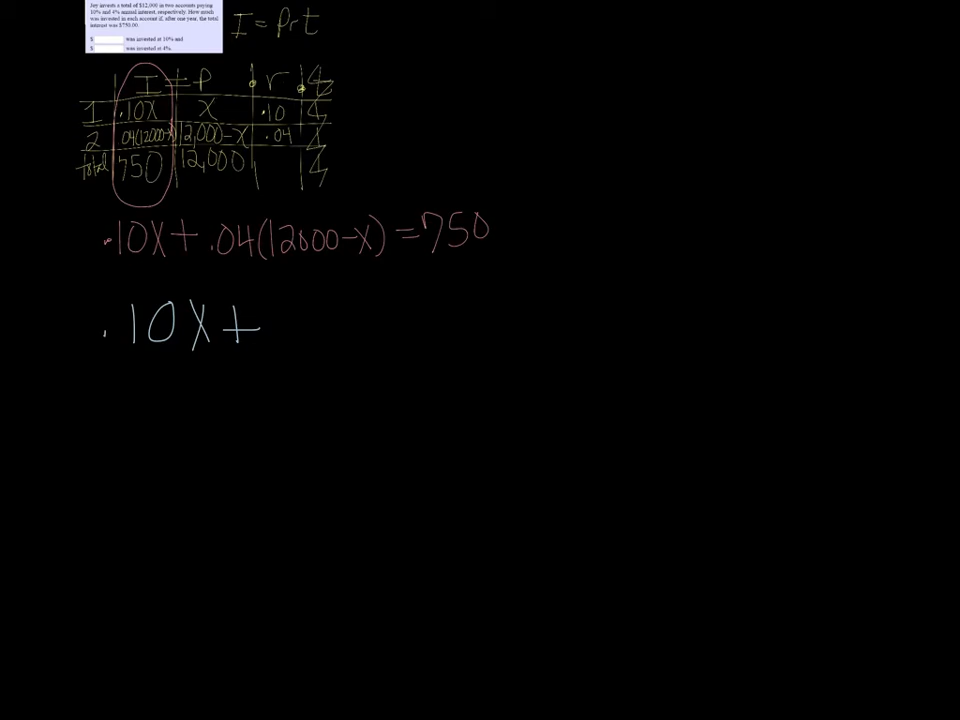 Joy invests a total of $12,000 in two accounts paying
10% and 4% annual interest, respectively. How much
was invested in each account if, after one year, the total
interest was $750.00.
$ was invested at 10% and
$ was invested at 4%.
I = Prt
I = P · r ·
1 .10x x .10
2 .04(12000-x) 12,000-x .04 1
total 750 12,000
.10x + .04(12000-x) = 750
.10x +